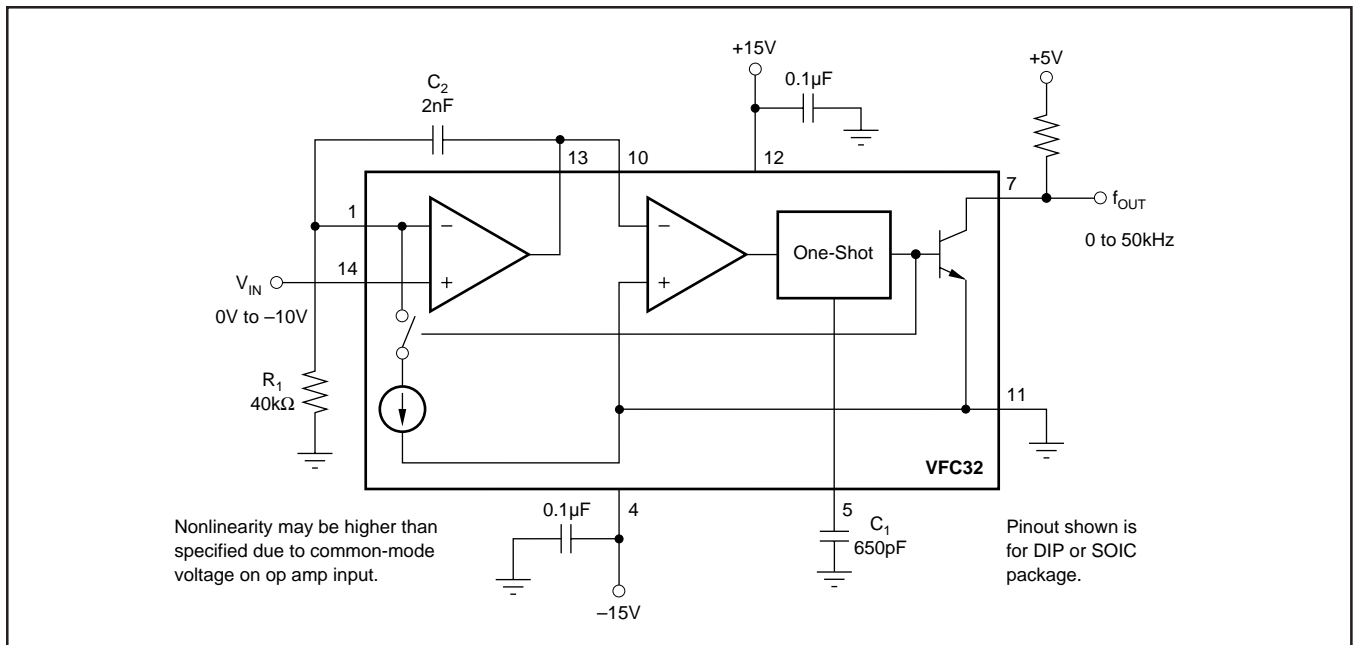 +15V
+5V
C2
2nF
0.1µF
13
10
12
7
1
−
−
fOUT
One-Shot
0 to 50kHz
14
VIN
+
+
0V to –10V
R1
40kΩ
11
VFC32
0.1µF
4
5
C1
650pF
Nonlinearity may be higher than
specified due to common-mode
voltage on op amp input.
Pinout shown is
for DIP or SOIC
package.
–15V